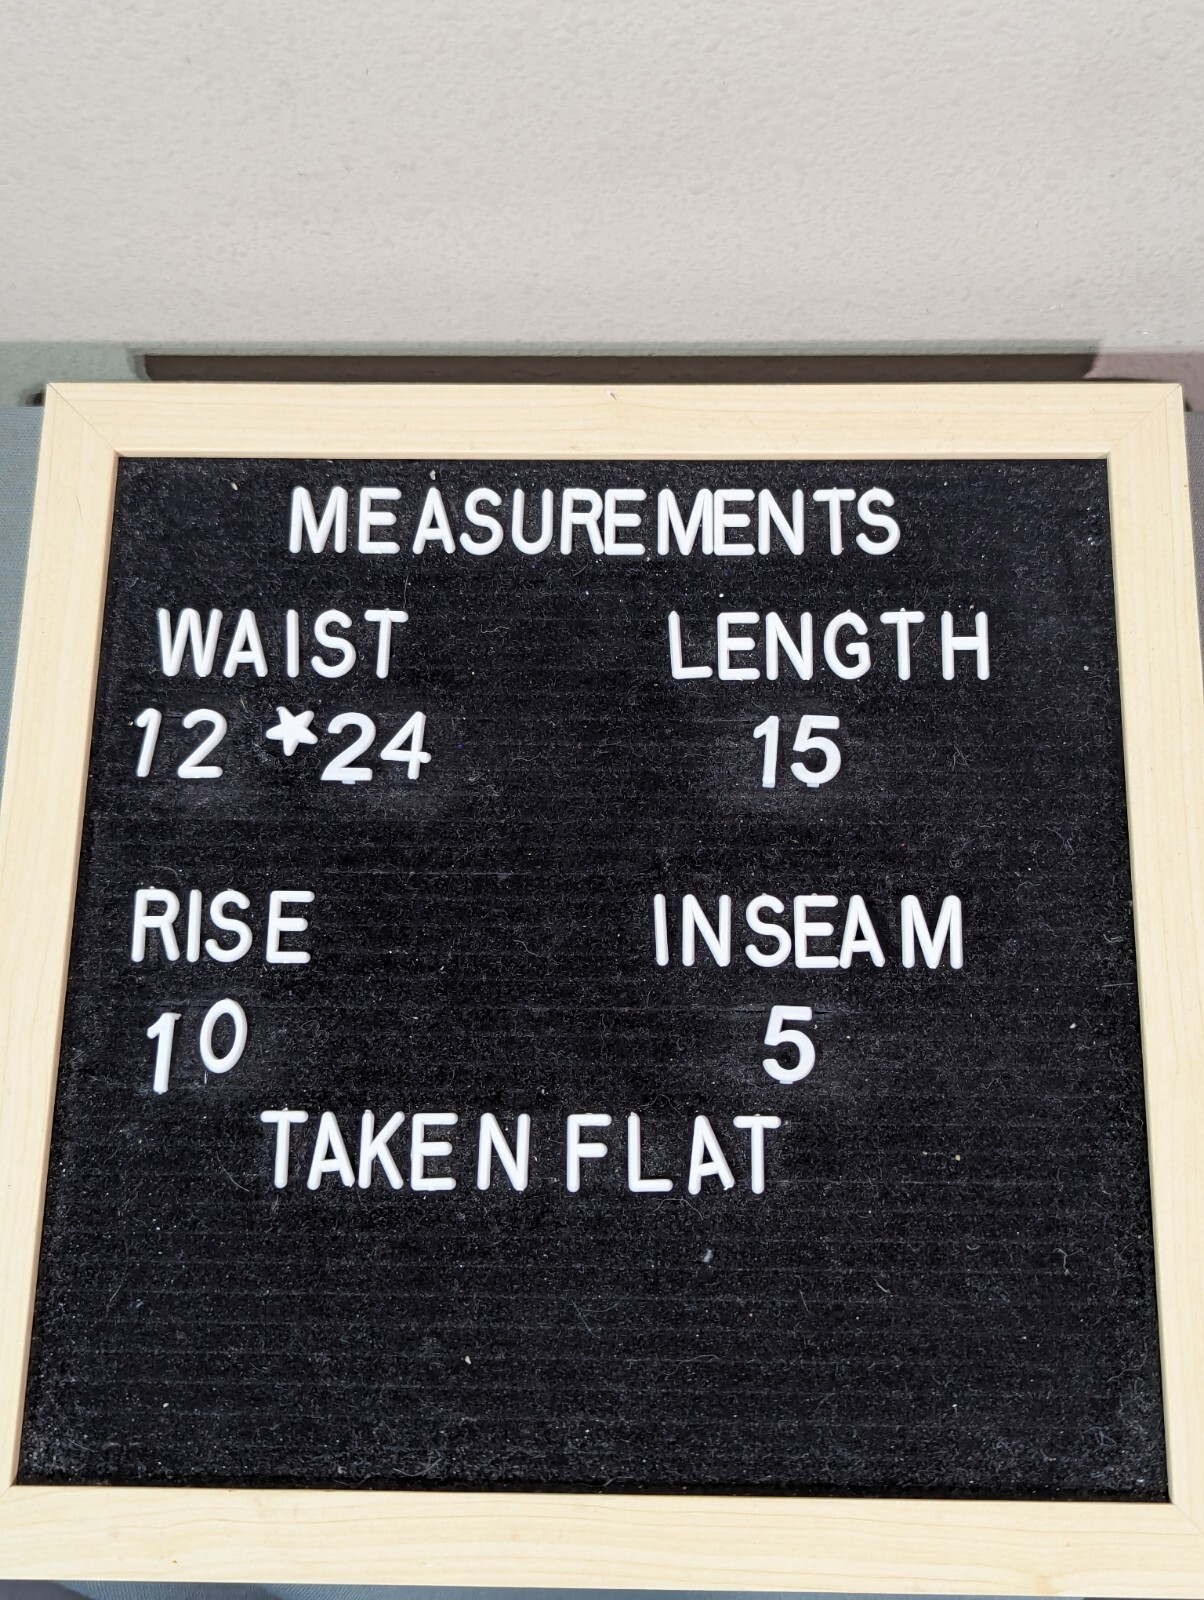 MEASUREMENTS
WAIST LENGTH
12 *24 15
RISE INSEAM
10 5
TAKEN FLAT